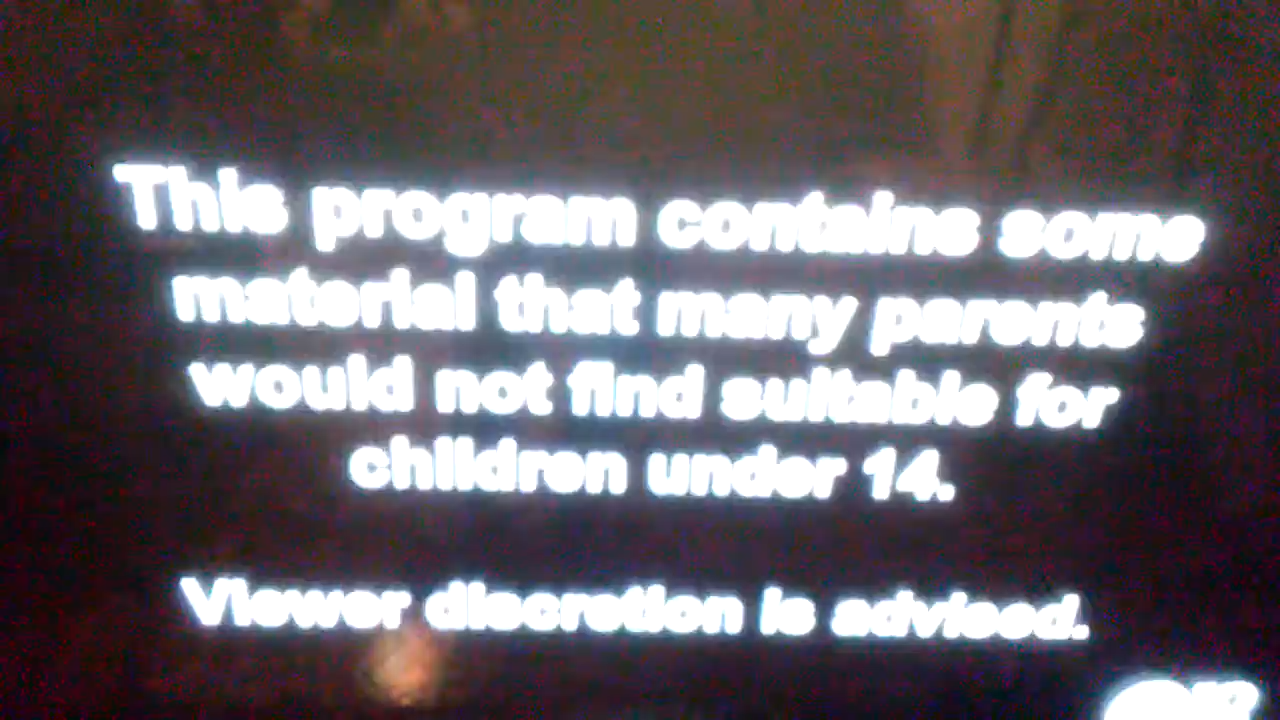 This program contains some
material that many parents
would not find suitable for
children under 14.
Viewer discretion is advised.